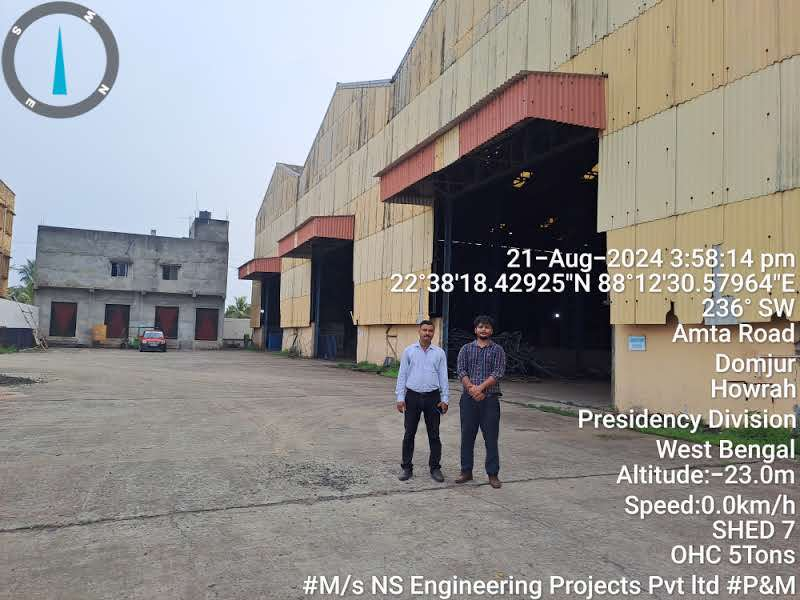 S
W
N
E
21-Aug-2024 3:58:14 pm
22°38'18.42925"N 88°12'30.57964"E
236° SW
Amta Road
Domjur
Howrah
Presidency Division
West Bengal
Altitude:-23.0m
Speed:0.0km/h
SHED 7
OHC 5Tons
#M/s NS Engineering Projects Pvt ltd #P&M